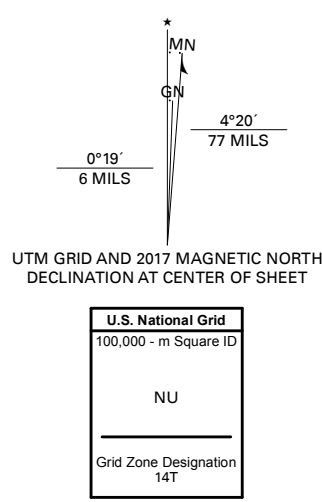 ★
MN
GN
4°20´
77 MILS
0°19´
6 MILS
UTM GRID AND 2017 MAGNETIC NORTH
DECLINATION AT CENTER OF SHEET
U.S. National Grid
100,000 - m Square ID
NU
Grid Zone Designation
14T